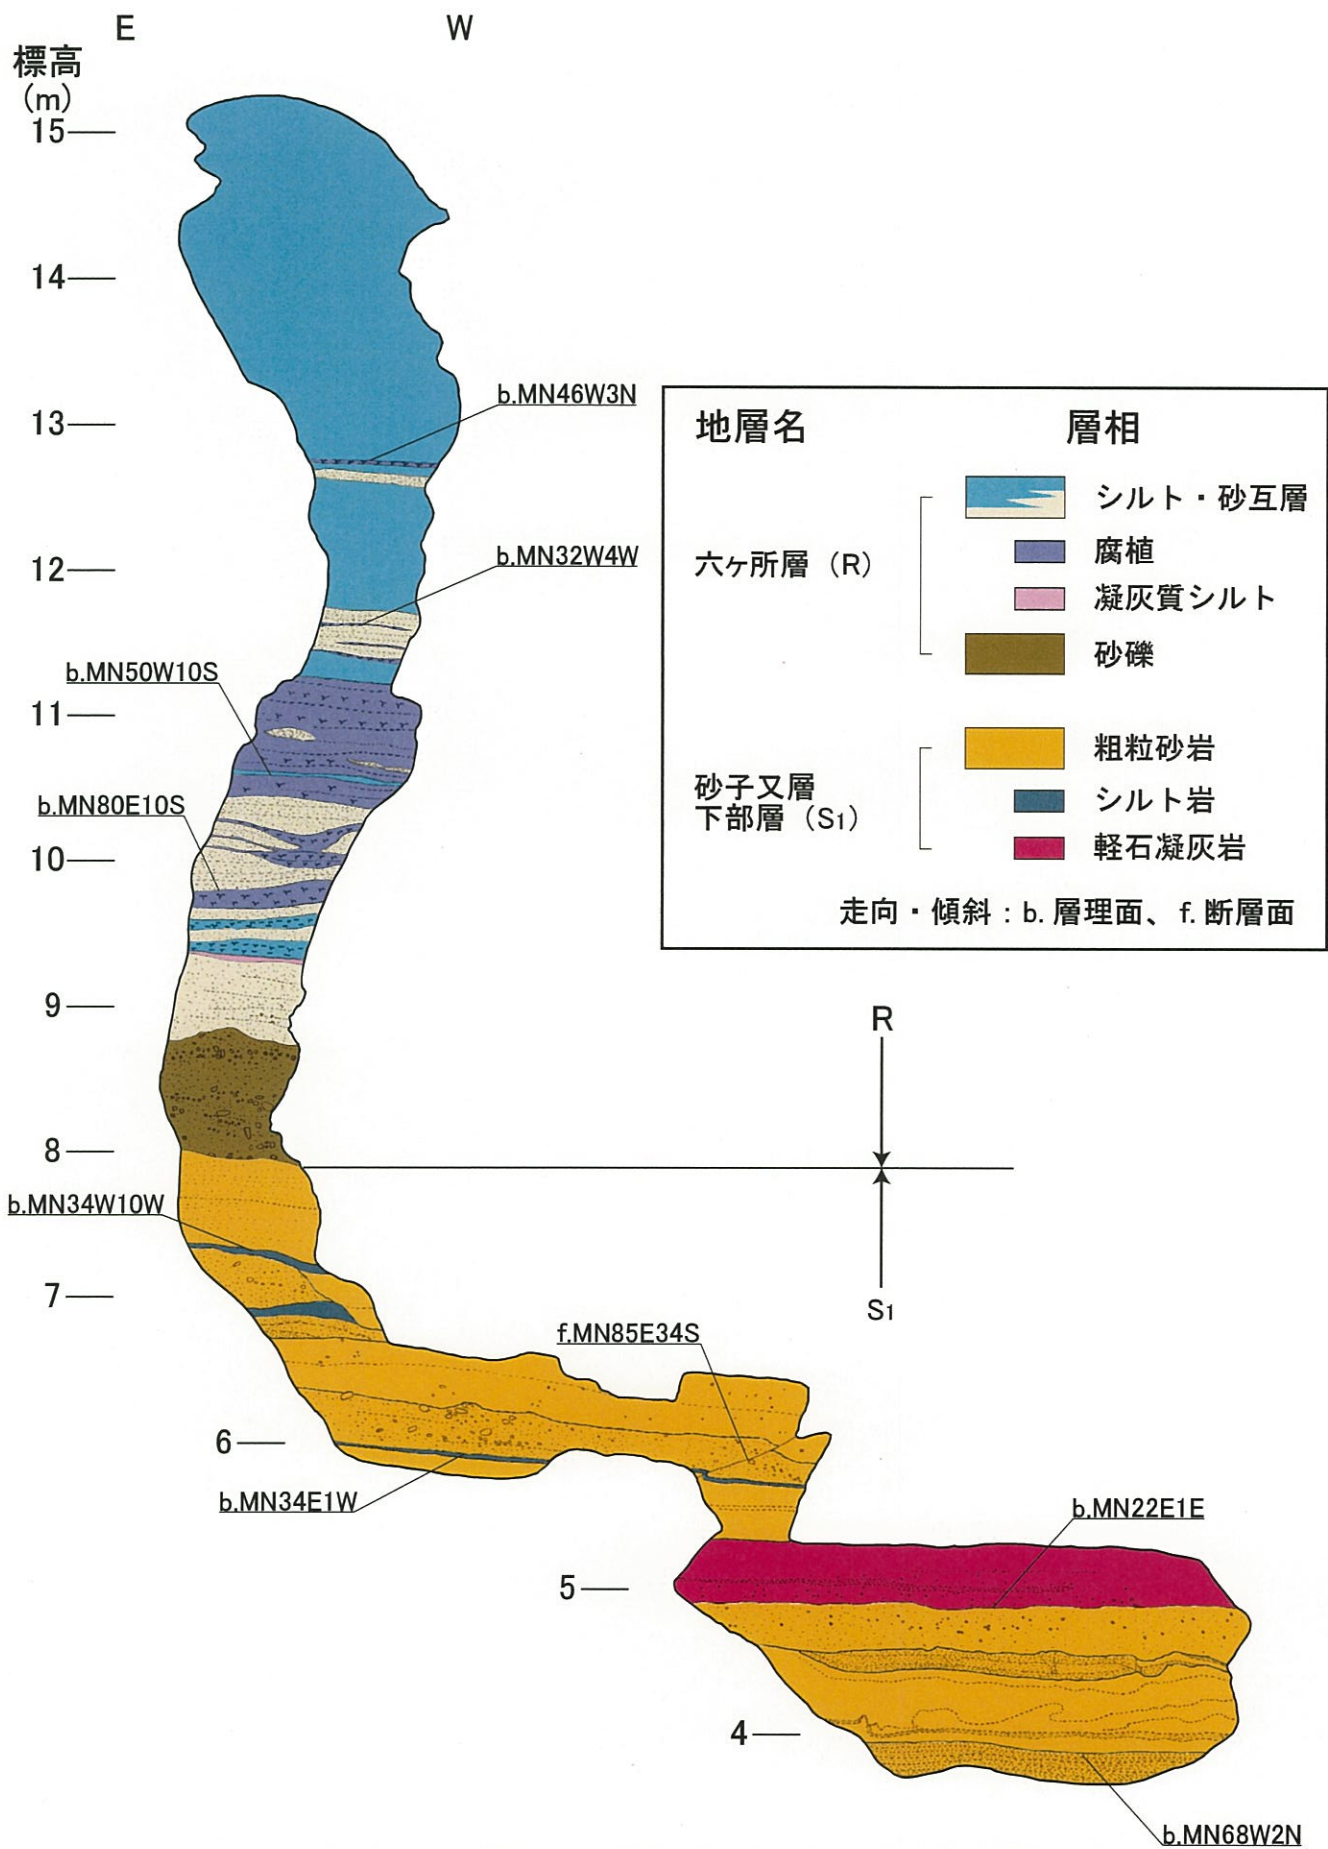 E
W
標高
(m)
15
14
13
12
11
10
9
8
7
6
5
4
b.MN46W3N
b.MN32W4W
b.MN50W10S
b.MN80E10S
b.MN34W10W
f.MN85E34S
b.MN34E1W
b.MN22E1E
b.MN68W2N
R
S1
地層名 層相
シルト・砂互層
腐植
六ヶ所層(R)
凝灰質シルト
砂礫
粗粒砂岩
砂子又層
下部層(S1)
シルト岩
軽石凝灰岩
走向・傾斜:b. 層理面、f. 断層面